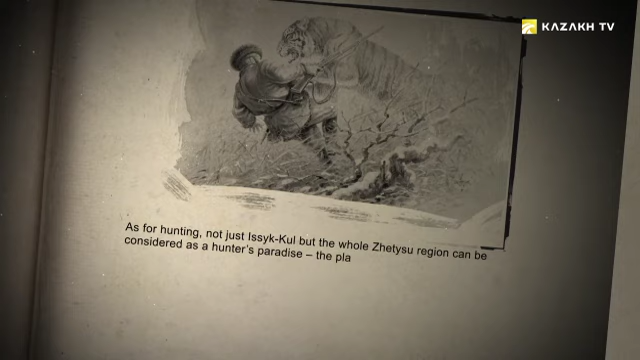 KAZAKH TV
As for hunting, not just Issyk-Kul but the whole Zhetysu region can be
considered as a hunter's paradise – the pla